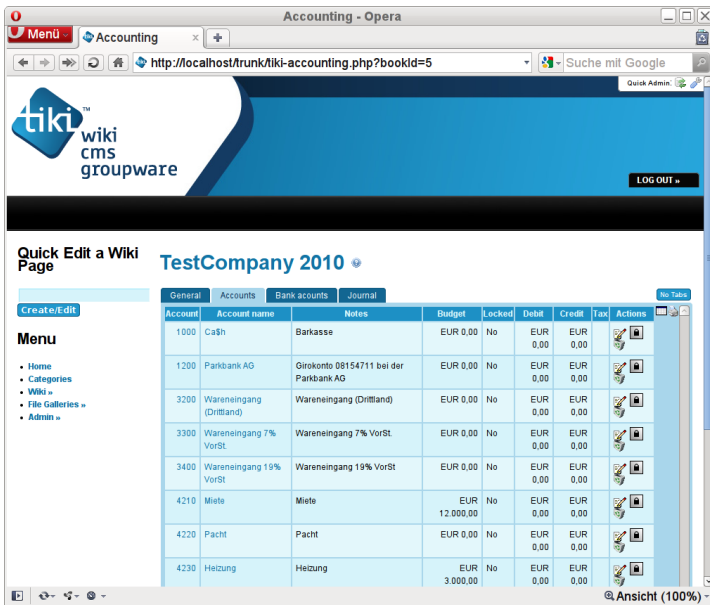 Accounting - Opera
Menü
Accounting
http://localhost/trunk/tiki-accounting.php?bookId=5
Suche mit Google
Quick Admin:
tiki™
wiki
cms
groupware
LOG OUT »
Quick Edit a Wiki
Page
Create/Edit
Menu
Home
Categories
Wiki »
File Galleries »
Admin »
TestCompany 2010
General Accounts Bank acounts Journal No Tabs
Account Account name Notes Budget Locked Debit Credit Tax Actions
1000 Ca$h Barkasse EUR 0,00 No EUR EUR
0,00 0,00
1200 Parkbank AG Girokonto 08154711 bei der EUR 0,00 No EUR EUR
Parkbank AG 0,00 0,00
3200 Wareneingang Wareneingang (Drittland) EUR 0,00 No EUR EUR
(Drittland) 0,00 0,00
3300 Wareneingang 7% Wareneingang 7% VorSt. EUR 0,00 No EUR EUR
VorSt. 0,00 0,00
3400 Wareneingang 19% Wareneingang 19% VorSt EUR 0,00 No EUR EUR
VorSt 0,00 0,00
4210 Miete Miete EUR No EUR EUR
12.000,00 0,00 0,00
4220 Pacht Pacht EUR 0,00 No EUR EUR
0,00 0,00
4230 Heizung Heizung EUR No EUR EUR
3.000,00 0,00 0,00
Ansicht (100%)